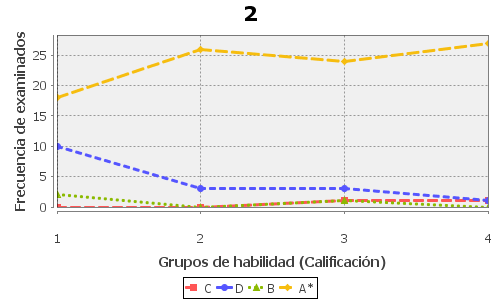 2
Frecuencia de examinados
25
20
15
10
5
0
1 2 3 4
Grupos de habilidad (Calificación)
C D B A*